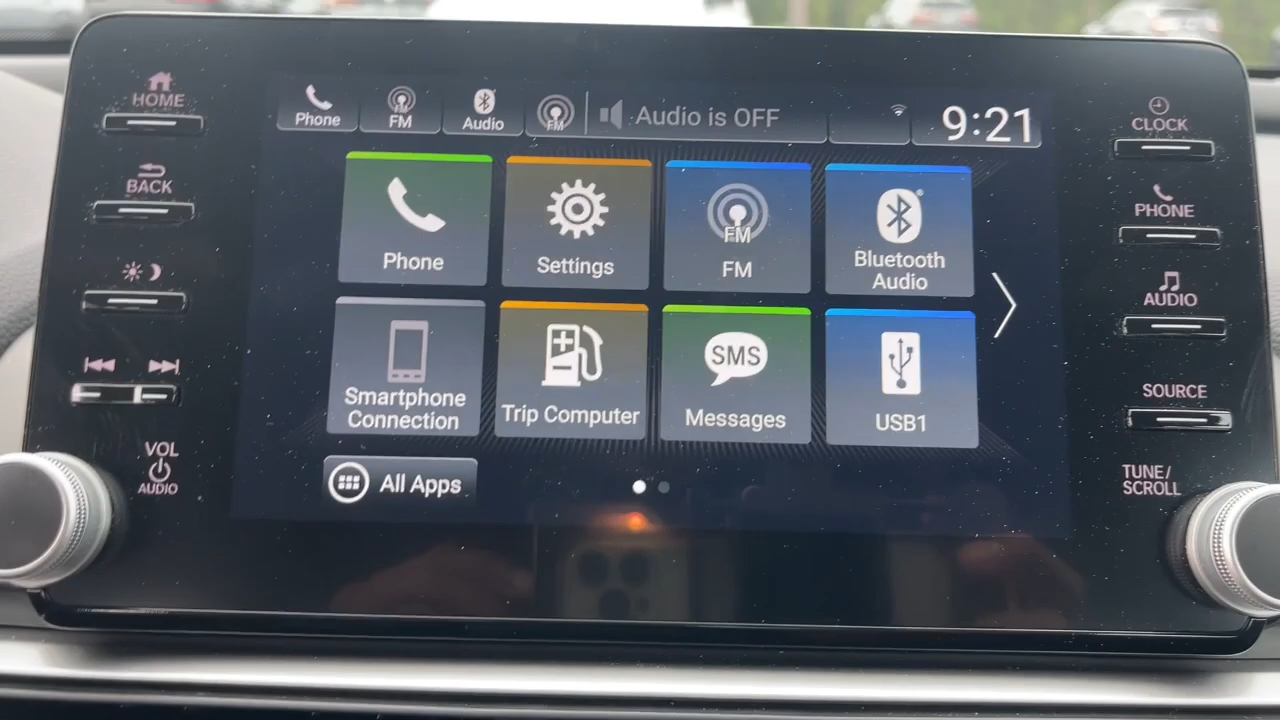 HOME
BACK
VOL
AUDIO
Phone
FM
FM
Audio
FM
Audio is OFF
9:21
Phone
Settings
FM
FM
Bluetooth
Audio
Smartphone
Connection
Trip Computer
SMS
Messages
USB1
All Apps
CLOCK
PHONE
AUDIO
SOURCE
TUNE/
SCROLL